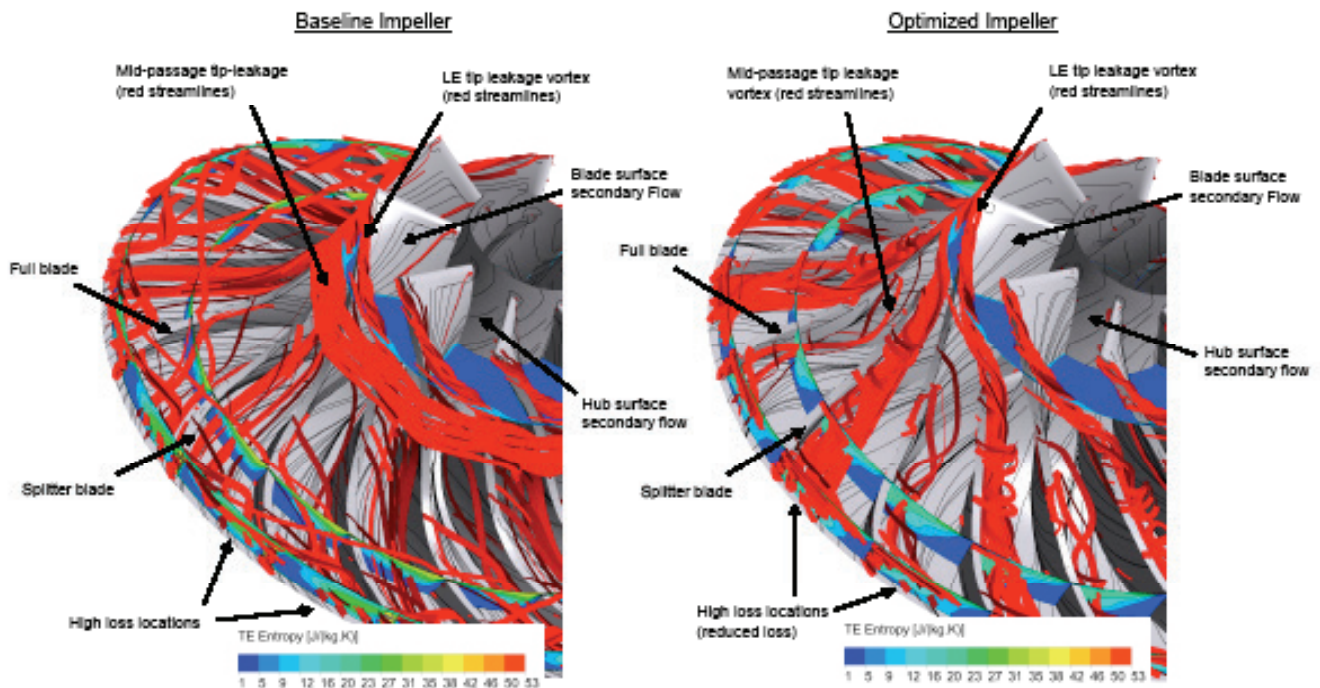 Baseline Impeller
Mid-passage tip-leakage
(red streamlines)
LE tip leakage vortex
(red streamlines)
Blade surface
secondary Flow
Full blade
Hub surface
secondary flow
Splitter blade
High loss locations
TE Entropy [J/(kg.K)]
1 5 9 12 16 20 23 27 31 35 38 42 46 50 53
Optimized Impeller
Mid-passage tip leakage
vortex (red streamlines)
LE tip leakage vortex
(red streamlines)
Blade surface
secondary Flow
Full blade
Hub surface
secondary flow
Splitter blade
High loss locations
(reduced loss)
TE Entropy [J/(kg.K)]
1 5 9 12 16 20 23 27 31 35 38 42 46 50 53